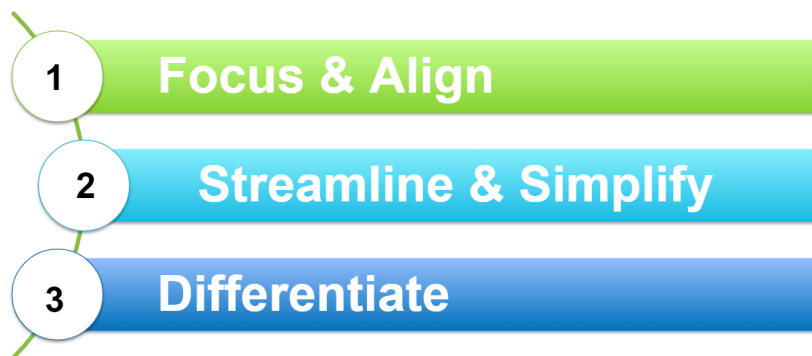 1 Focus & Align
2 Streamline & Simplify
3 Differentiate